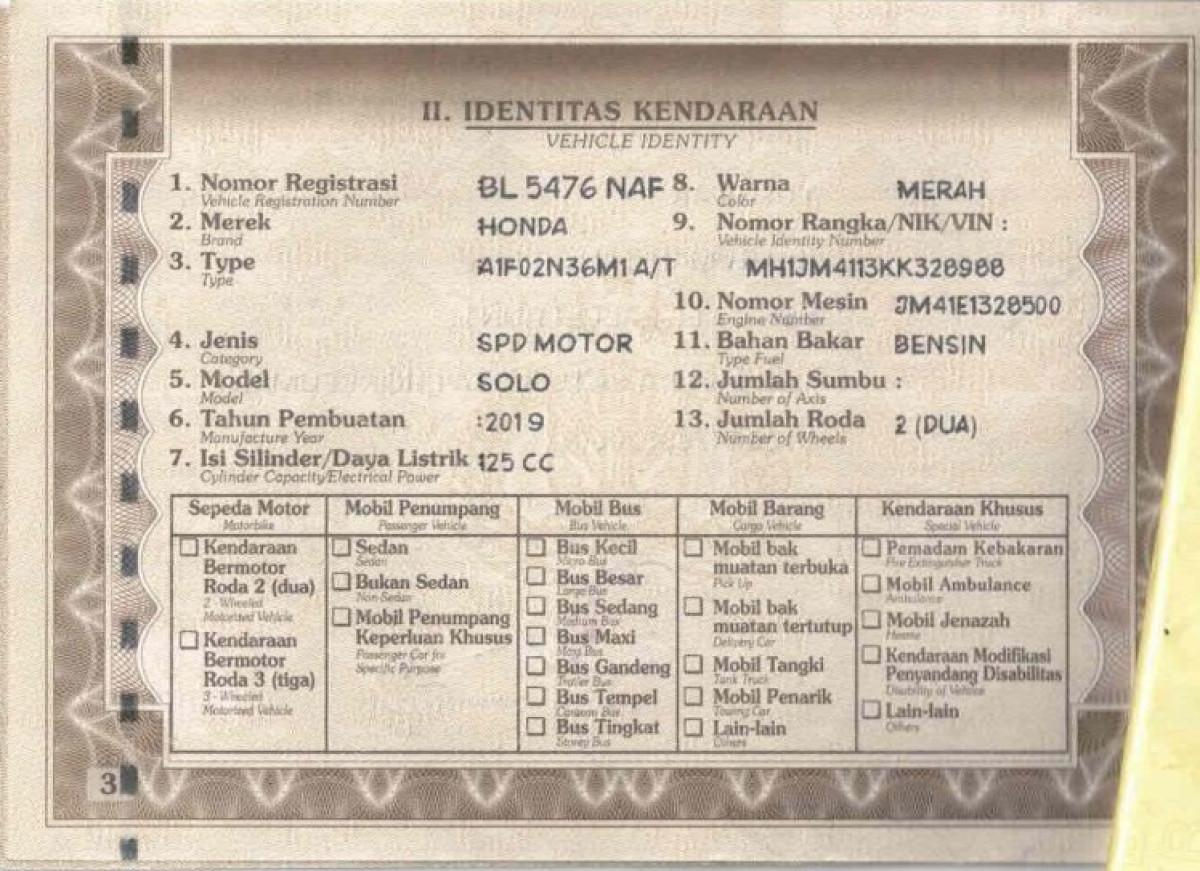 II. IDENTITAS KENDARAAN
VEHICLE IDENTITY
1. Nomor Registrasi BL 5476 NAF
Vehicle Registration Number
2. Merek HONDA
Brand
3. Type A1F02N36M1 A/T
Type
4. Jenis SPD MOTOR
Category
5. Model SOLO
Model
6. Tahun Pembuatan :2019
Manufacture Year
7. Isi Silinder/Daya Listrik 125 CC
Cylinder Capacity/Electrical Power
8. Warna MERAH
Color
9. Nomor Rangka/NIK/VIN :
Vehicle Identity Number
MH1JM4113KK328988
10. Nomor Mesin JM41E1328500
Engine Number
11. Bahan Bakar BENSIN
Type Fuel
12. Jumlah Sumbu :
Number of Axis
13. Jumlah Roda 2 (DUA)
Number of Wheels
Sepeda Motor
Motorbike
Kendaraan
Bermotor
Roda 2 (dua)
2 - Wheeled
Motorized Vehicle
Kendaraan
Bermotor
Roda 3 (tiga)
3 - Wheeled
Motorized Vehicle
Mobil Penumpang
Passenger Vehicle
Sedan
Sedan
Bukan Sedan
Non-Sedan
Mobil Penumpang
Keperluan Khusus
Passenger Car for
Specific Purpose
Mobil Bus
Bus Vehicle
Bus Kecil
Micro Bus
Bus Besar
Large Bus
Bus Sedang
Medium Bus
Bus Maxi
Maxi Bus
Bus Gandeng
Trailer Bus
Bus Tempel
Caravan Bus
Bus Tingkat
Storey Bus
Mobil Barang
Cargo Vehicle
Mobil bak
muatan terbuka
Pick Up
Mobil bak
muatan tertutup
Delivery Car
Mobil Tangki
Tank Truck
Mobil Penarik
Towing Car
Lain-lain
Others
Kendaraan Khusus
Special Vehicle
Pemadam Kebakaran
Fire Extinguisher Truck
Mobil Ambulance
Ambulance
Mobil Jenazah
Hearse
Kendaraan Modifikasi
Penyandang Disabilitas
Disability of Vehicle
Lain-lain
Others
3